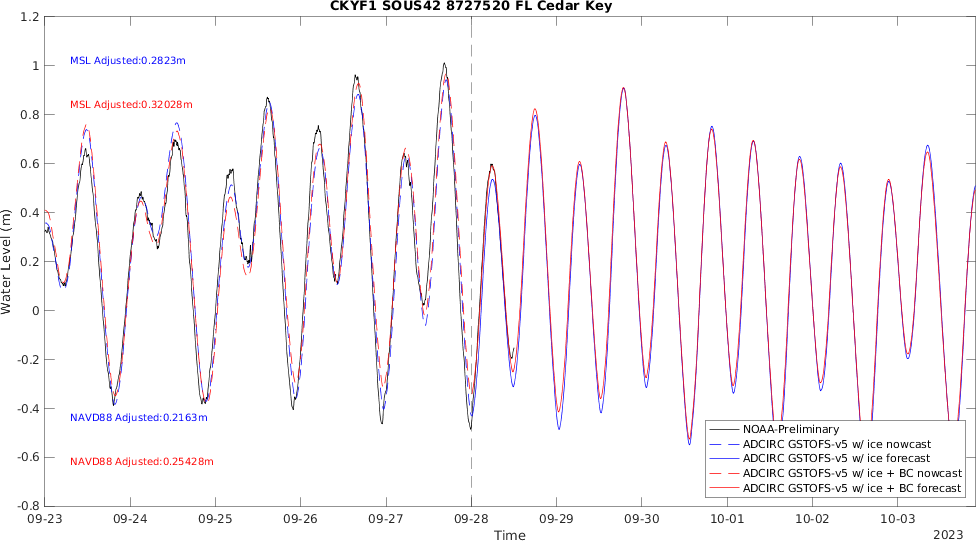 CKYF1 SOUS42 8727520 FL Cedar Key
1.2
1
0.8
0.6
0.4
0.2
0
-0.2
-0.4
-0.6
-0.8
Water Level (m)
MSL Adjusted:0.2823m
MSL Adjusted:0.32028m
NAVD88 Adjusted:0.2163m
NAVD88 Adjusted:0.25428m
NOAA-Preliminary
ADCIRC GSTOFS-v5 w/ ice nowcast
ADCIRC GSTOFS-v5 w/ ice forecast
ADCIRC GSTOFS-v5 w/ ice + BC nowcast
ADCIRC GSTOFS-v5 w/ ice + BC forecast
09-23 09-24 09-25 09-26 09-27 09-28 09-29 09-30 10-01 10-02 10-03
Time
2023